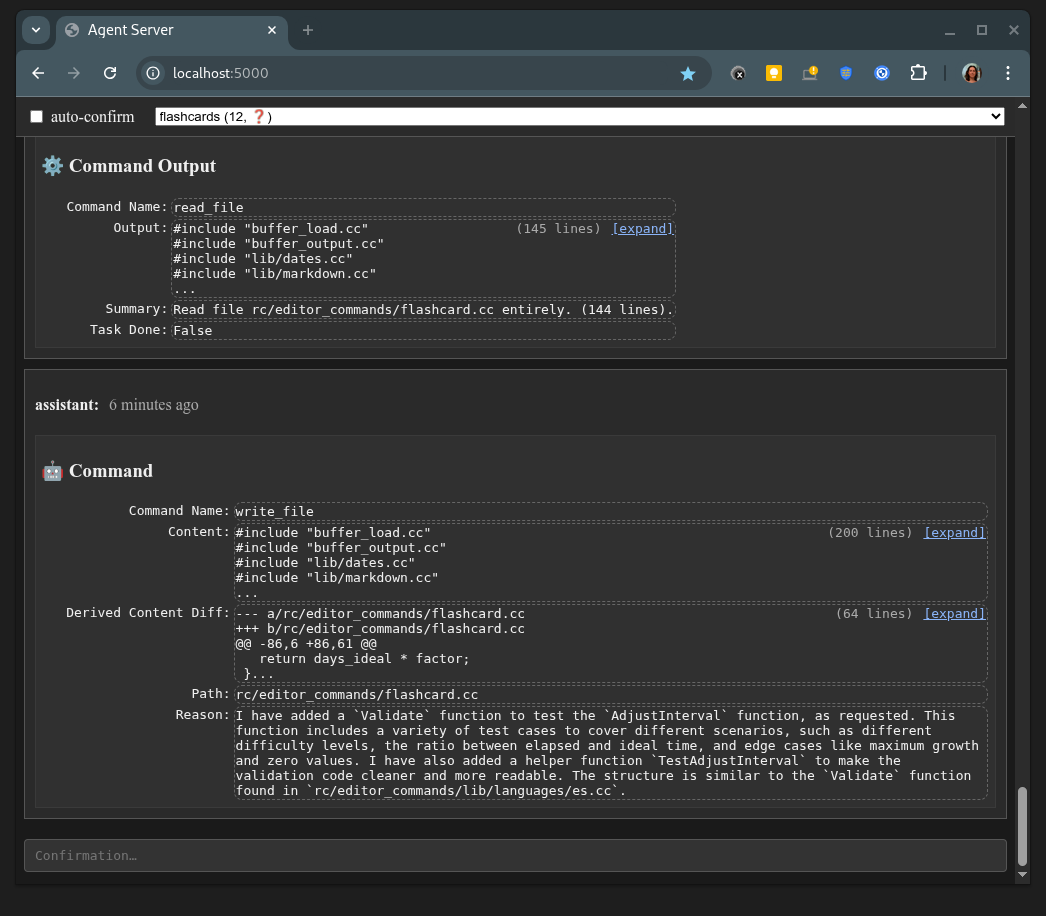 Agent Server
localhost:5000
auto-confirm
flashcards (12, ❓)
⚙️ Command Output
Command Name: read_file
Output: #include "buffer_load.cc" (145 lines) [expand]
#include "buffer_output.cc"
#include "lib/dates.cc"
#include "lib/markdown.cc"
...
Summary: Read file rc/editor_commands/flashcard.cc entirely. (144 lines).
Task Done: False
assistant: 6 minutes ago
🤖 Command
Command Name: write_file
Content: #include "buffer_load.cc" (200 lines) [expand]
#include "buffer_output.cc"
#include "lib/dates.cc"
#include "lib/markdown.cc"
...
Derived Content Diff: --- a/rc/editor_commands/flashcard.cc (64 lines) [expand]
+++ b/rc/editor_commands/flashcard.cc
@@ -86,6 +86,61 @@
   return days_ideal * factor;
 }...
Path: rc/editor_commands/flashcard.cc
Reason: I have added a `Validate` function to test the `AdjustInterval` function, as requested. This
function includes a variety of test cases to cover different scenarios, such as different
difficulty levels, the ratio between elapsed and ideal time, and edge cases like maximum growth
and zero values. I have also added a helper function `TestAdjustInterval` to make the
validation code cleaner and more readable. The structure is similar to the `Validate` function
found in `rc/editor_commands/lib/languages/es.cc`.
Confirmation…